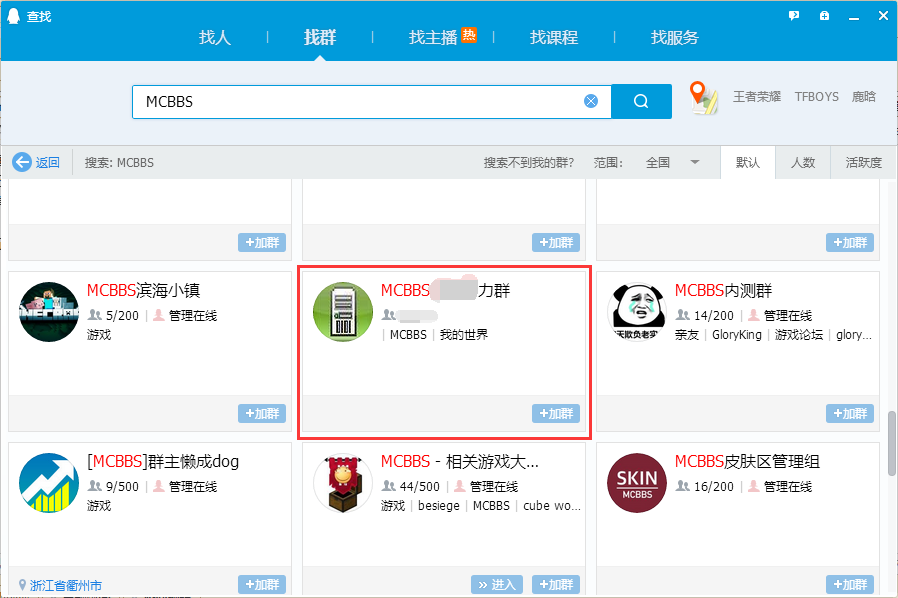 查找
找人 | 找群 | 找主播 热 | 找课程 | 找服务
MCBBS
王者荣耀 TFBOYS 鹿晗
返回 搜索: MCBBS 搜索不到我的群? 范围: 全国 默认 人数 活跃度
+加群 +加群 +加群
MCBBS滨海小镇
5/200 | 管理在线
游戏
+加群
MCBBS 力群
| MCBBS | 我的世界
+加群
MCBBS内测群
14/200 | 管理在线
亲友 | GloryKing | 游戏论坛 | glory...
+加群
[MCBBS]群主懒成dog
9/500 | 管理在线
游戏
浙江省衢州市 +加群
MCBBS - 相关游戏大...
44/500 | 管理在线
游戏 | besiege | MCBBS | cube wo...
» 进入 +加群
SKIN
MCBBS
MCBBS皮肤区管理组
16/200 | 管理在线
+加群